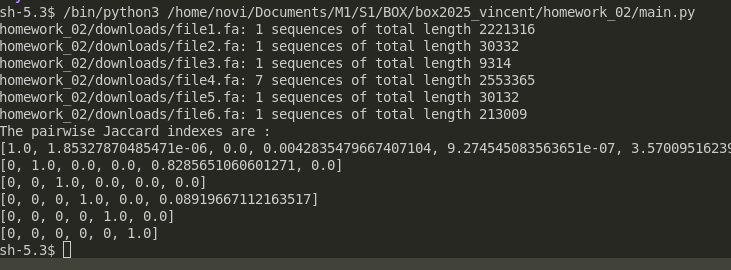 sh-5.3$ /bin/python3 /home/novi/Documents/M1/S1/BOX/box2025_vincent/homework_02/main.py
homework_02/downloads/file1.fa: 1 sequences of total length 2221316
homework_02/downloads/file2.fa: 1 sequences of total length 30332
homework_02/downloads/file3.fa: 1 sequences of total length 9314
homework_02/downloads/file4.fa: 7 sequences of total length 2553365
homework_02/downloads/file5.fa: 1 sequences of total length 30132
homework_02/downloads/file6.fa: 1 sequences of total length 213009
The pairwise Jaccard indexes are :
[1.0, 1.85327870485471e-06, 0.0, 0.0042835479667407104, 9.274545083563651e-07, 3.57009516239
[0, 1.0, 0.0, 0.0, 0.8285651060601271, 0.0]
[0, 0, 1.0, 0.0, 0.0, 0.0]
[0, 0, 0, 1.0, 0.0, 0.08919667112163517]
[0, 0, 0, 0, 1.0, 0.0]
[0, 0, 0, 0, 0, 1.0]
sh-5.3$